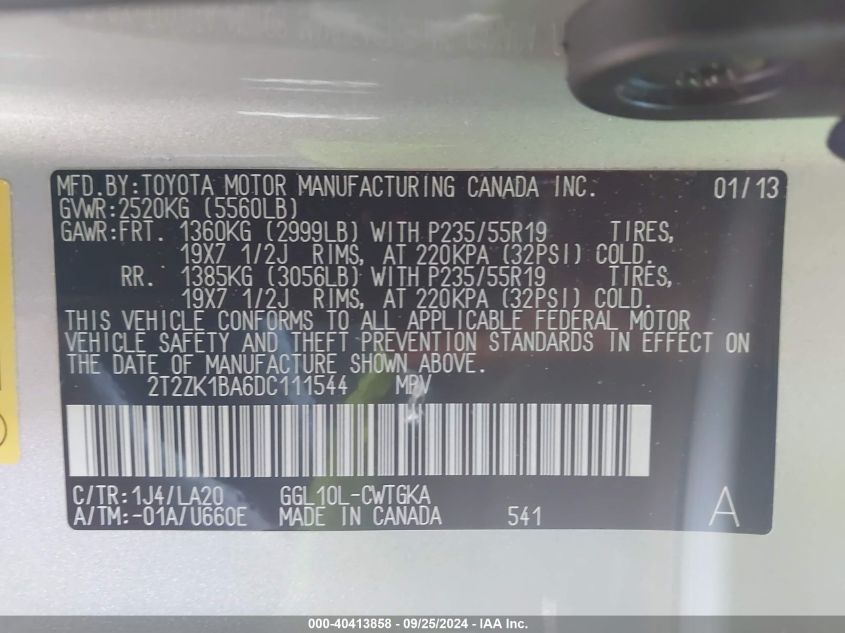 MFD.BY:TOYOTA MOTOR MANUFACTURING CANADA INC. 01/13
GVWR:2520KG (5560LB)
GAWR:FRT. 1360KG (2999LB) WITH P235/55R19 TIRES,
19X7 1/2J RIMS, AT 220KPA (32PSI) COLD.
RR. 1385KG (3056LB) WITH P235/55R19 TIRES,
19X7 1/2J RIMS, AT 220KPA (32PSI) COLD.
THIS VEHICLE CONFORMS TO ALL APPLICABLE FEDERAL MOTOR
VEHICLE SAFETY AND THEFT PREVENTION STANDARDS IN EFFECT ON
THE DATE OF MANUFACTURE SHOWN ABOVE.
2T2ZK1BA6DC111544 MPV
C/TR:1J4/LA20 GGL10L-CWTGKA
A/TM:-01A/U660E MADE IN CANADA 541 A
000-40413858 - 09/25/2024 - IAA Inc.